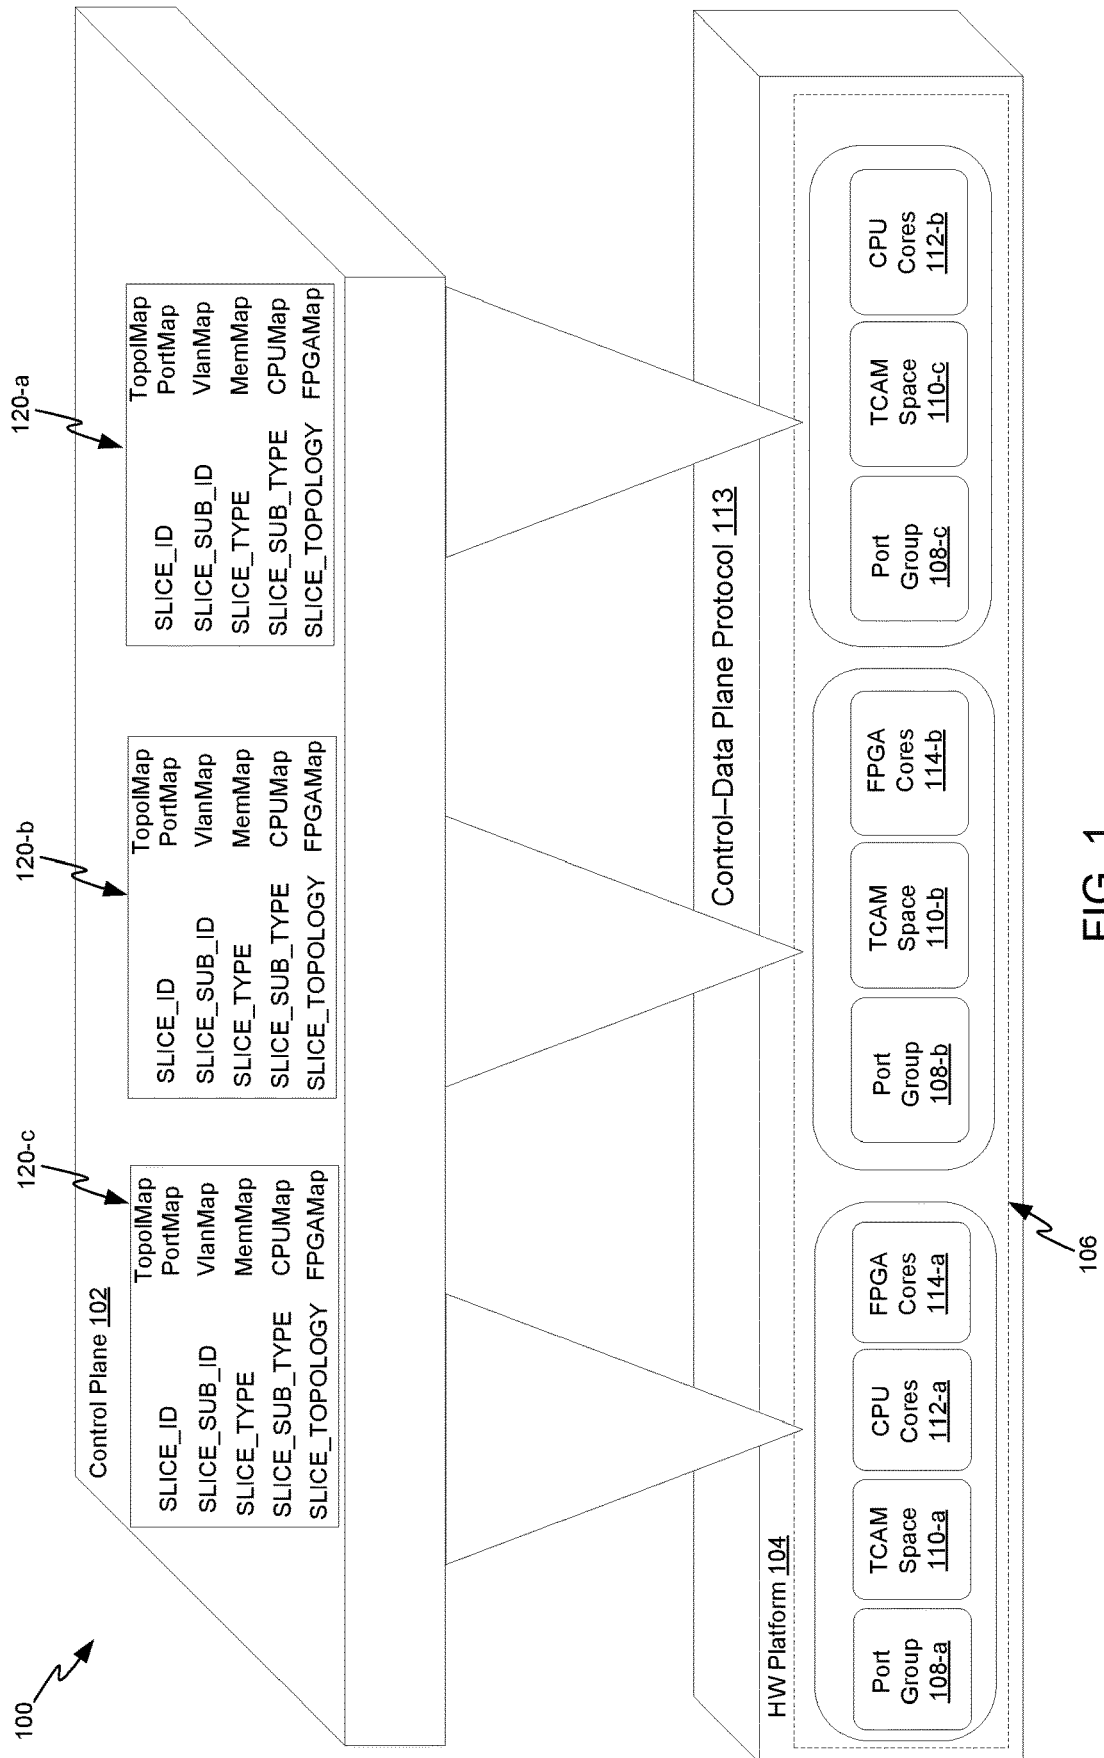 100
Control Plane 102
120-c
TopolMap
SLICE_ID PortMap
SLICE_SUB_ID VlanMap
SLICE_TYPE MemMap
SLICE_SUB_TYPE CPUMap
SLICE_TOPOLOGY FPGAMap
120-b
TopolMap
SLICE_ID PortMap
SLICE_SUB_ID VlanMap
SLICE_TYPE MemMap
SLICE_SUB_TYPE CPUMap
SLICE_TOPOLOGY FPGAMap
120-a
TopolMap
SLICE_ID PortMap
SLICE_SUB_ID VlanMap
SLICE_TYPE MemMap
SLICE_SUB_TYPE CPUMap
SLICE_TOPOLOGY FPGAMap
Control–Data Plane Protocol 113
HW Platform 104
Port
Group
108-a
TCAM
Space
110-a
CPU
Cores
112-a
FPGA
Cores
114-a
Port
Group
108-b
TCAM
Space
110-b
FPGA
Cores
114-b
Port
Group
108-c
TCAM
Space
110-c
CPU
Cores
112-b
106
FIG. 1